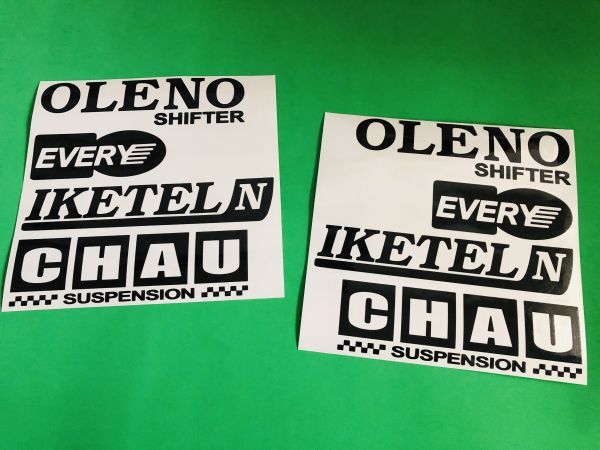 OLENO
SHIFTER
EVERY
IKETEL N
CHAU
SUSPENSION
OLENO
SHIFTER
EVERY
IKETEL N
CHAU
SUSPENSION